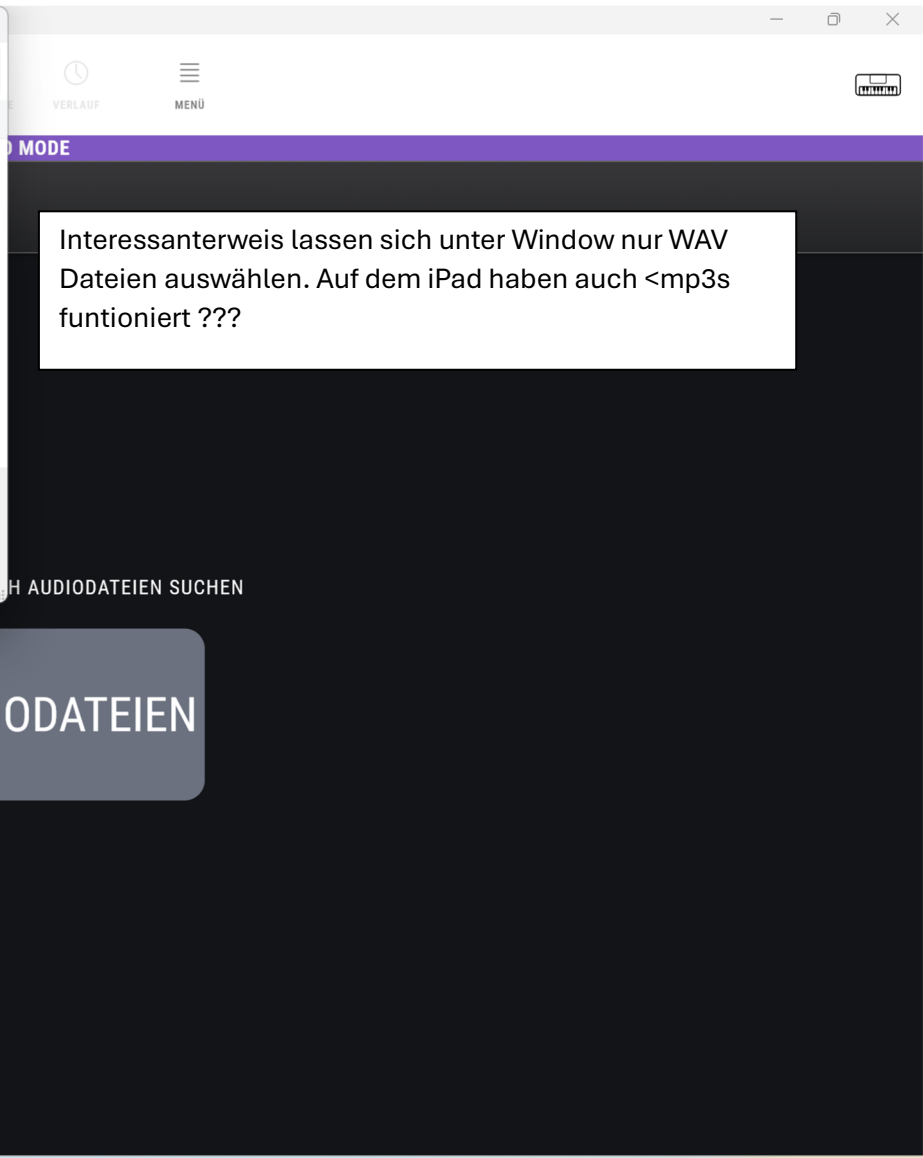 VERLAUF
MENÜ
MODE
Interessanterweis lassen sich unter Window nur WAV
Dateien auswählen. Auf dem iPad haben auch <mp3s
funtioniert ???
H AUDIODATEIEN SUCHEN
ODATEIEN